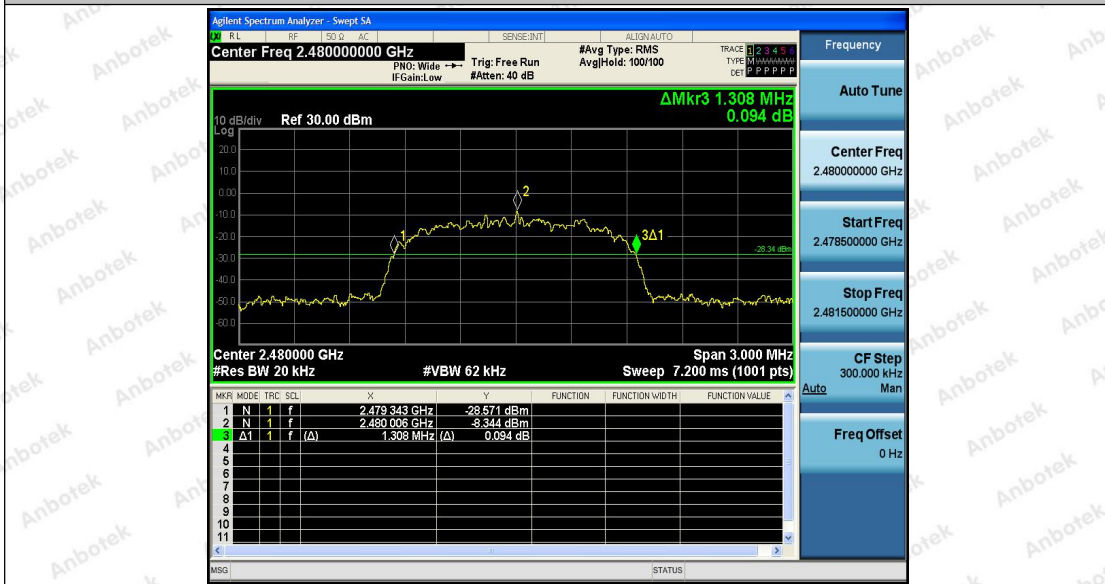 Agilent Spectrum Analyzer - Swept SA
LXI RL RF 50 Ω AC SENSE:INT ALIGNAUTO
Center Freq 2.480000000 GHz
PNO: Wide
IFGain:Low
Trig: Free Run
#Atten: 40 dB
#Avg Type: RMS
Avg|Hold: 100/100
TRACE 1 2 3 4 5 6
TYPE M
DET P P P P P P
ΔMkr3 1.308 MHz
0.094 dB
10 dB/div Ref 30.00 dBm
Log
20.0
10.0
0.00
-10.0
-20.0
-30.0
-40.0
-50.0
-60.0
1
2
3Δ1
-28.34 dBm
Center 2.480000 GHz Span 3.000 MHz
#Res BW 20 kHz #VBW 62 kHz Sweep 7.200 ms (1001 pts)
MKR MODE TRC SCL X Y FUNCTION FUNCTION WIDTH FUNCTION VALUE
1 N 1 f 2.479 343 GHz -28.571 dBm
2 N 1 f 2.480 006 GHz -8.344 dBm
3 Δ1 1 f (Δ) 1.308 MHz (Δ) 0.094 dB
4
5
6
7
8
9
10
11
MSG STATUS
Frequency
Auto Tune
Center Freq
2.480000000 GHz
Start Freq
2.478500000 GHz
Stop Freq
2.481500000 GHz
CF Step
300.000 kHz
Auto Man
Freq Offset
0 Hz
Anbotek